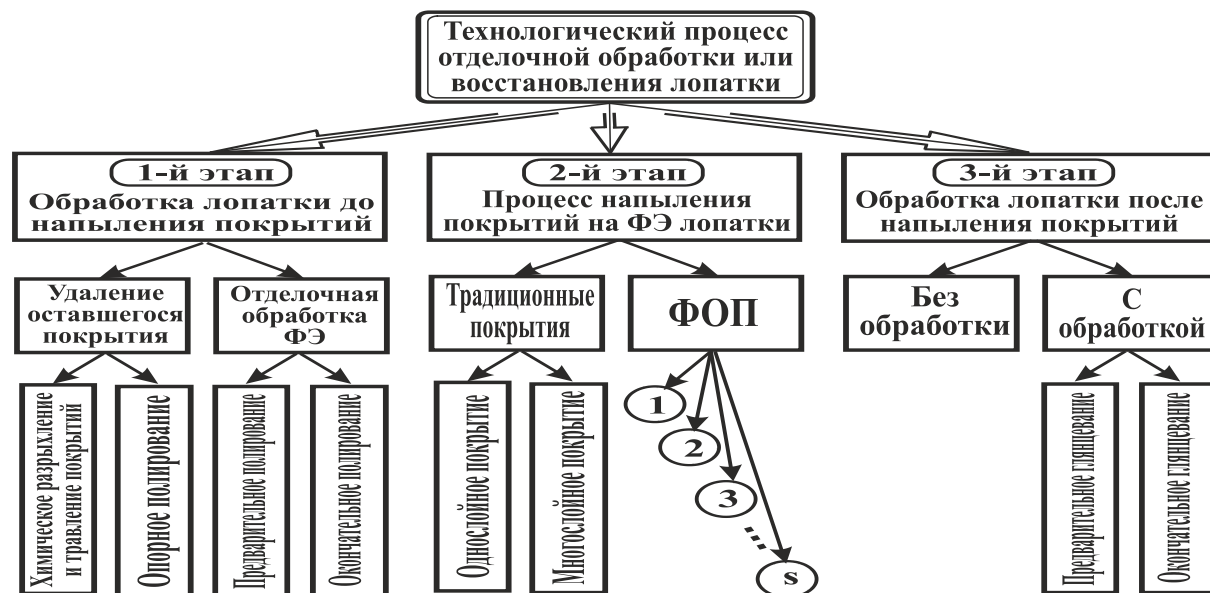 Технологический процесс
отделочной обработки или
восстановления лопатки
1-й этап
Обработка лопатки до
напыления покрытий
2-й этап
Процесс напыления
покрытий на ФЭ лопатки
3-й этап
Обработка лопатки после
напыления покрытий
Удаление
оставшегося
покрытия
Отделочная
обработка
ФЭ
Традиционные
покрытия
ФОП
Без
обработки
С
обработкой
Химическое разрыхление
и травление покрытий
Опорное полирование
Предварительное полирование
Окончательное полирование
Однослойное покрытие
Многослойное покрытие
1
2
3
...
s
Предварительное глянцевание
Окончательное глянцевание